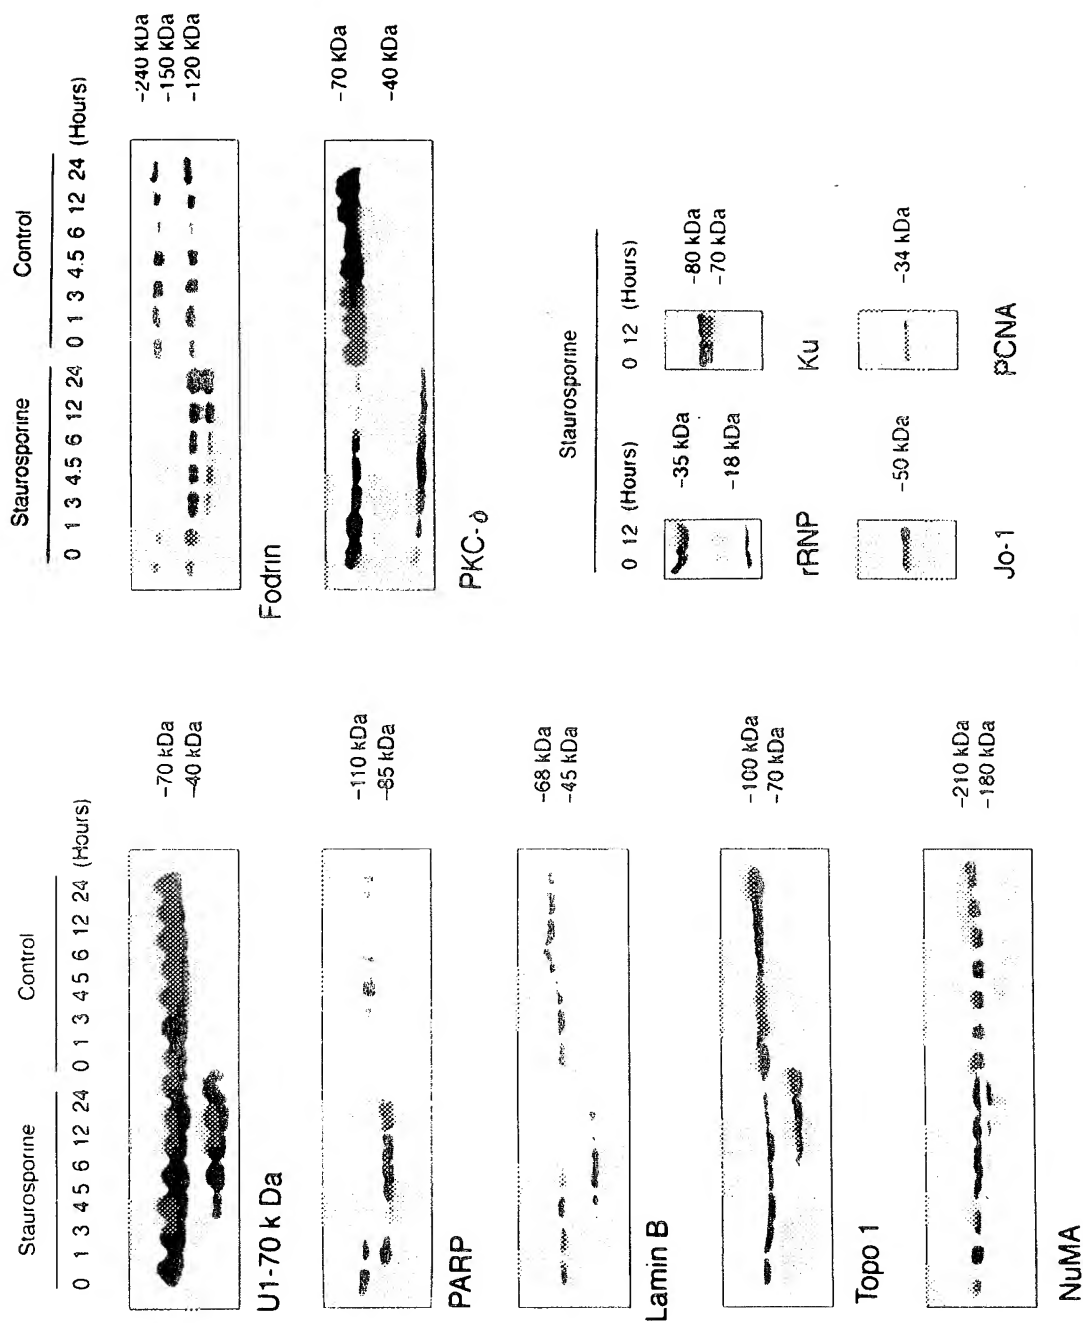 Staurosporine Control
0 1 3 4.5 6 12 24 0 1 3 4.5 6 12 24 (Hours)
-70 kDa
-40 kDa
U1-70 k Da
-110 kDa
-85 kDa
PARP
-68 kDa
-45 kDa
Lamin B
-100 kDa
-70 kDa
Topo 1
-210 kDa
-180 kDa
NuMA
Staurosporine Control
0 1 3 4.5 6 12 24 0 1 3 4.5 6 12 24 (Hours)
-240 kDa
-150 kDa
-120 kDa
Fodrin
-70 kDa
-40 kDa
PKC-δ
Staurosporine
0 12 (Hours) 0 12 (Hours)
-35 kDa
-18 kDa
rRNP
-80 kDa
-70 kDa
Ku
-50 kDa
Jo-1
-34 kDa
PCNA